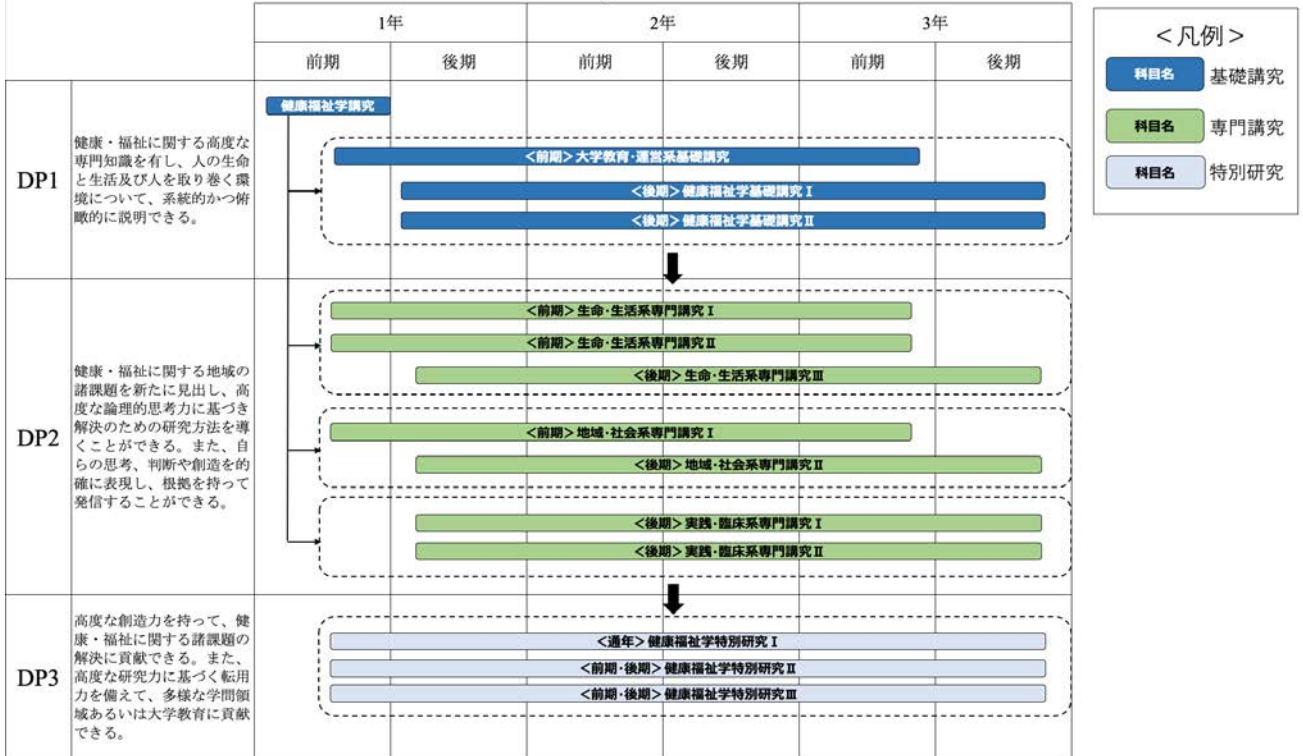 1年
2年
3年
前期
後期
前期
後期
前期
後期
<凡例>
科目名
基礎講究
科目名
専門講究
科目名
特別研究
DP1
健康・福祉に関する高度な
専門知識を有し、人の生命
と生活及び人を取り巻く環
境について、系統的かつ俯
瞰的に説明できる。
健康福祉学講究
<前期>大学教育・運営系基礎講究
<後期>健康福祉学基礎講究Ⅰ
<後期>健康福祉学基礎講究Ⅱ
DP2
健康・福祉に関する地域の
諸課題を新たに見出し、高
度な論理的思考力に基づき
解決のための研究方法を導
くことができる。また、自
らの思考、判断や創造を的
確に表現し、根拠を持って
発信することができる。
<前期>生命・生活系専門講究Ⅰ
<前期>生命・生活系専門講究Ⅱ
<後期>生命・生活系専門講究Ⅲ
<前期>地域・社会系専門講究Ⅰ
<後期>地域・社会系専門講究Ⅱ
<後期>実践・臨床系専門講究Ⅰ
<後期>実践・臨床系専門講究Ⅱ
DP3
高度な創造力を持って、健
康・福祉に関する諸課題の
解決に貢献できる。また、
高度な研究力に基づく転用
力を備えて、多様な学問領
域あるいは大学教育に貢献
できる。
<通年>健康福祉学特別研究Ⅰ
<前期・後期>健康福祉学特別研究Ⅱ
<前期・後期>健康福祉学特別研究Ⅲ